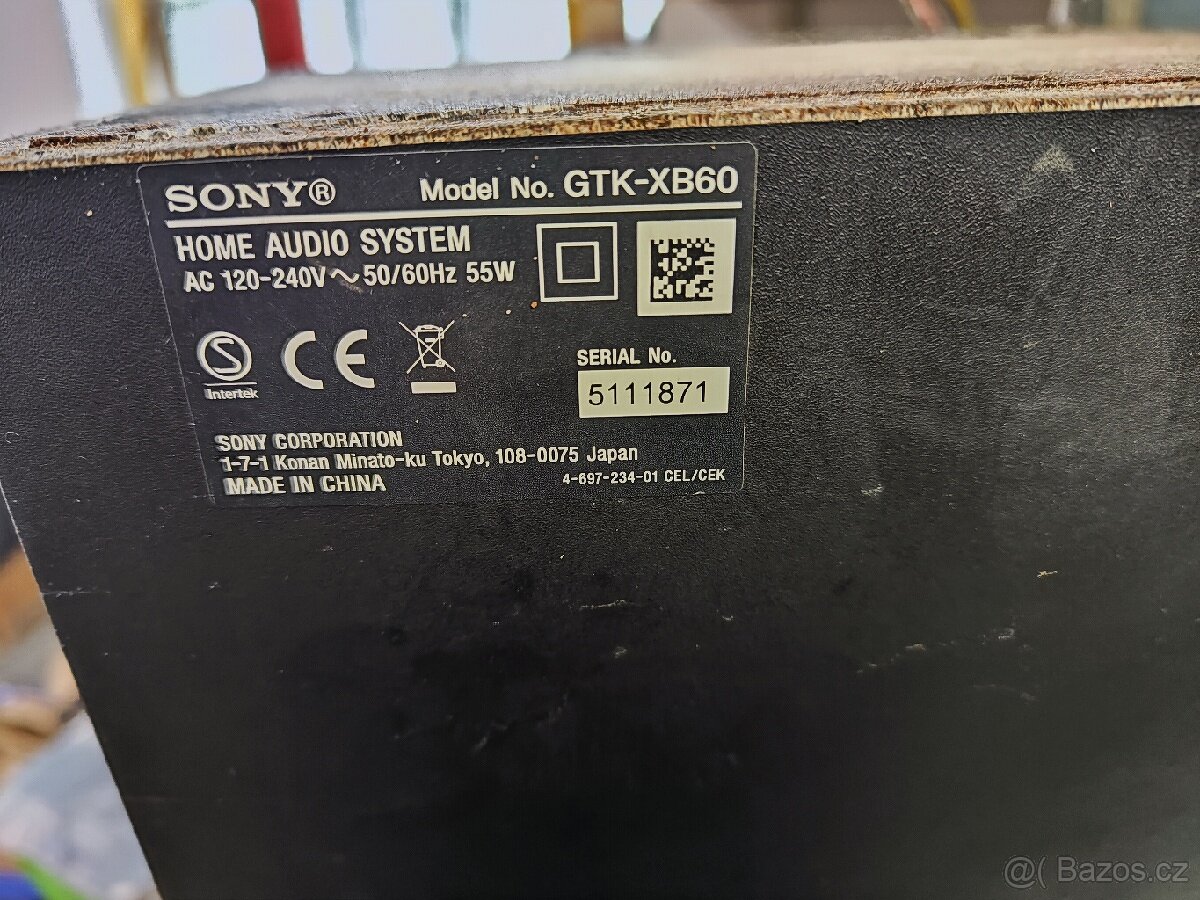 SONY® Model No. GTK-XB60
HOME AUDIO SYSTEM
AC 120-240V ~ 50/60Hz 55W
S
Intertek
CE
SERIAL No.
5111871
SONY CORPORATION
1-7-1 Konan Minato-ku Tokyo, 108-0075 Japan
MADE IN CHINA
4-697-234-01 CEL/CEK
@( Bazos.cz